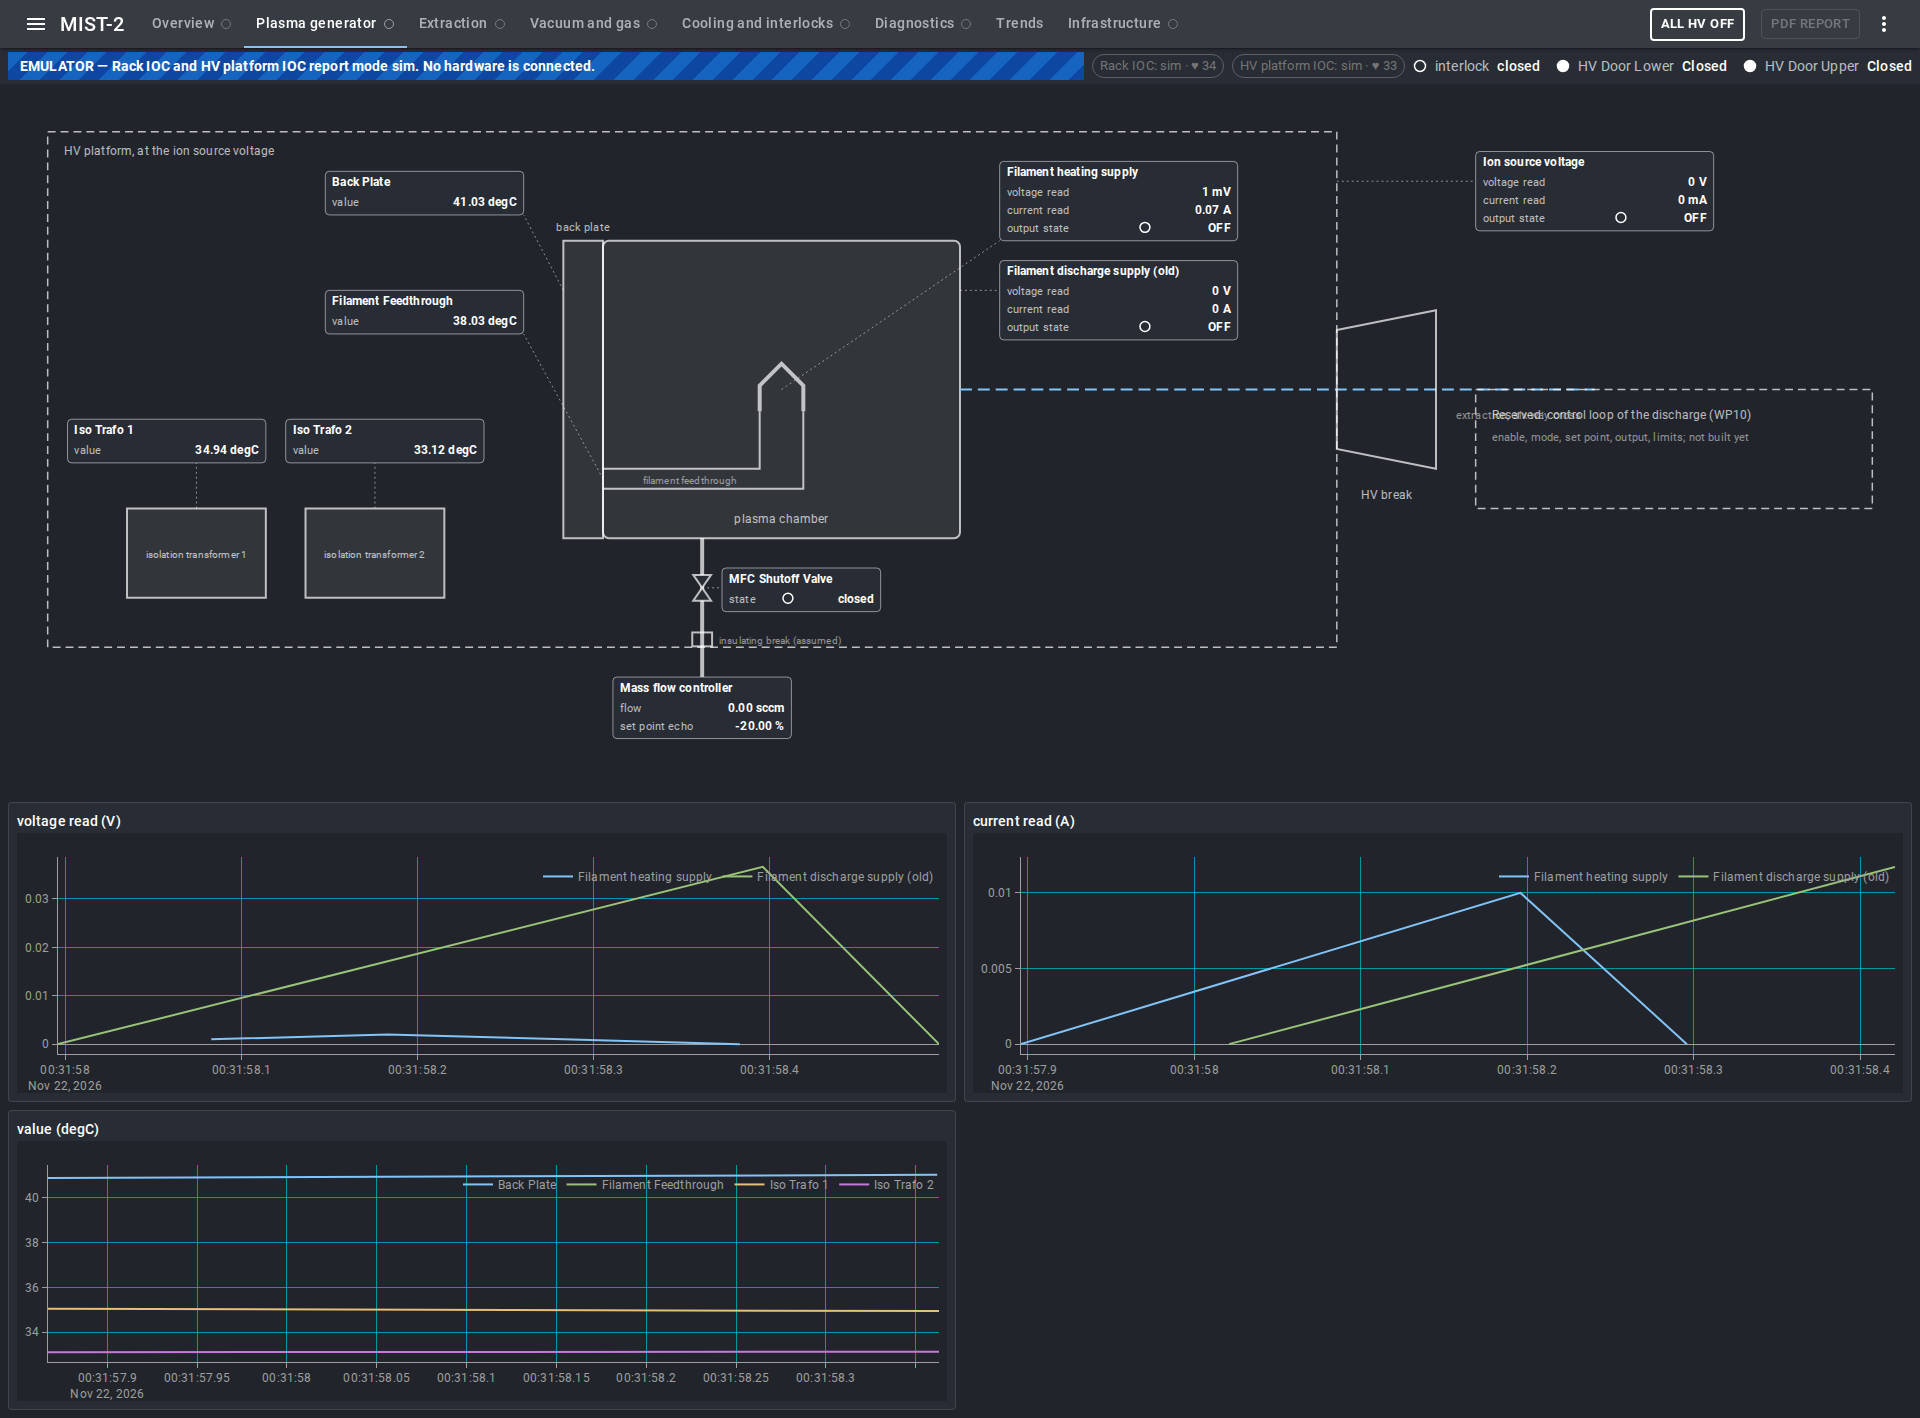 MIST-2
Overview
Plasma generator
Extraction
Vacuum and gas
Cooling and interlocks
Diagnostics
Trends
Infrastructure
ALL HV OFF
PDF REPORT
EMULATOR — Rack IOC and HV platform IOC report mode sim. No hardware is connected.
Rack IOC: sim · ♥ 34
HV platform IOC: sim · ♥ 33
interlock closed
HV Door Lower Closed
HV Door Upper Closed
HV platform, at the ion source voltage
Back Plate
value 41.03 degC
back plate
Filament Feedthrough
value 38.03 degC
Iso Trafo 1
value 34.94 degC
Iso Trafo 2
value 33.12 degC
isolation transformer 1
isolation transformer 2
filament feedthrough
plasma chamber
Filament heating supply
voltage read 1 mV
current read 0.07 A
output state OFF
Filament discharge supply (old)
voltage read 0 V
current read 0 A
output state OFF
Ion source voltage
voltage read 0 V
current read 0 mA
output state OFF
HV break
Reserved: control loop of the discharge (WP10)
enable, mode, set point, output, limits; not built yet
MFC Shutoff Valve
state closed
insulating break (assumed)
Mass flow controller
flow 0.00 sccm
set point echo -20.00 %
voltage read (V)
Filament heating supply
Filament discharge supply (old)
0.03
0.02
0.01
0
00:31:58 00:31:58.1 00:31:58.2 00:31:58.3 00:31:58.4
Nov 22, 2026
current read (A)
Filament heating supply
Filament discharge supply (old)
0.01
0.005
0
00:31:57.9 00:31:58 00:31:58.1 00:31:58.2 00:31:58.3 00:31:58.4
Nov 22, 2026
value (degC)
Back Plate
Filament Feedthrough
Iso Trafo 1
Iso Trafo 2
40
38
36
34
00:31:57.9 00:31:57.95 00:31:58 00:31:58.05 00:31:58.1 00:31:58.15 00:31:58.2 00:31:58.25 00:31:58.3
Nov 22, 2026